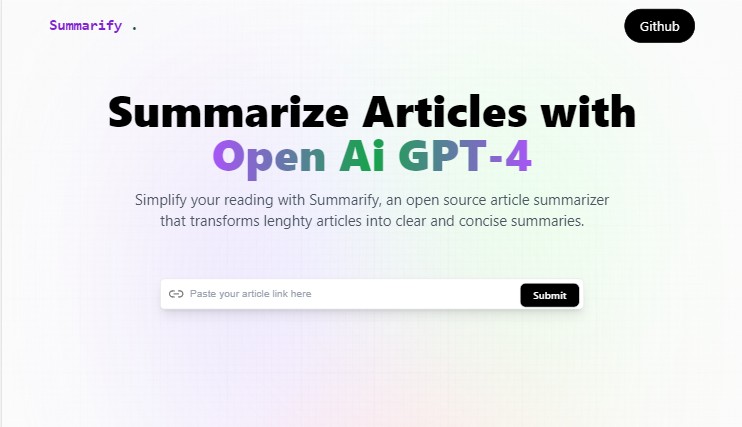 Summarify .
Github
Summarize Articles with
Open Ai GPT-4
Simplify your reading with Summarify, an open source article summarizer
that transforms lenghty articles into clear and concise summaries.
Paste your article link here
Submit